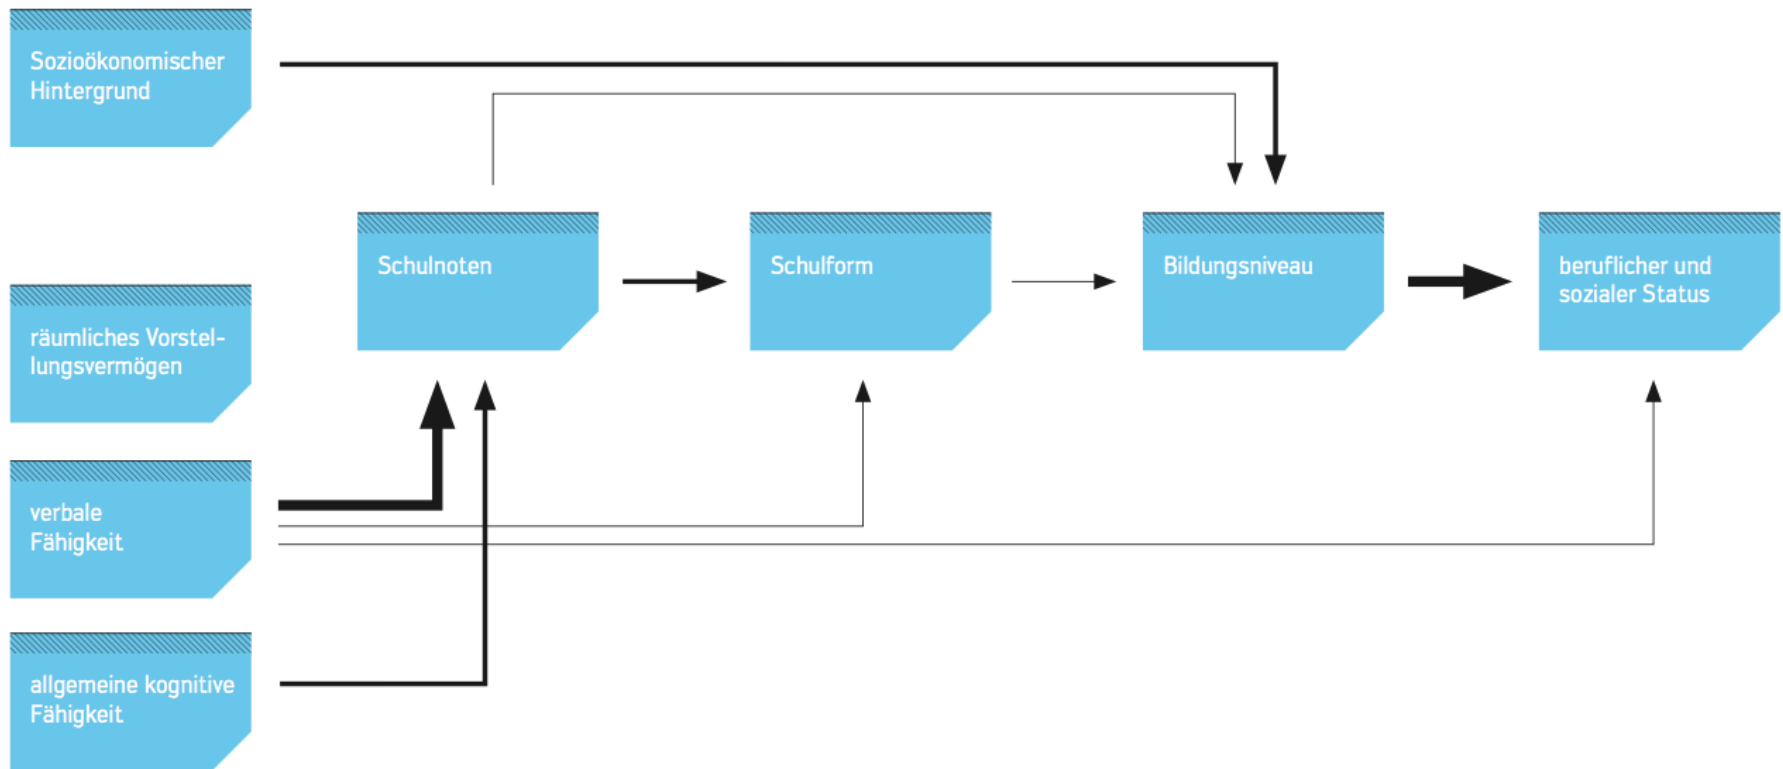 Sozioökonomischer
Hintergrund
Schulnoten
Schulform
Bildungsniveau
beruflicher und
sozialer Status
räumliches Vorstel-
lungsvermögen
verbale
Fähigkeit
allgemeine kognitive
Fähigkeit